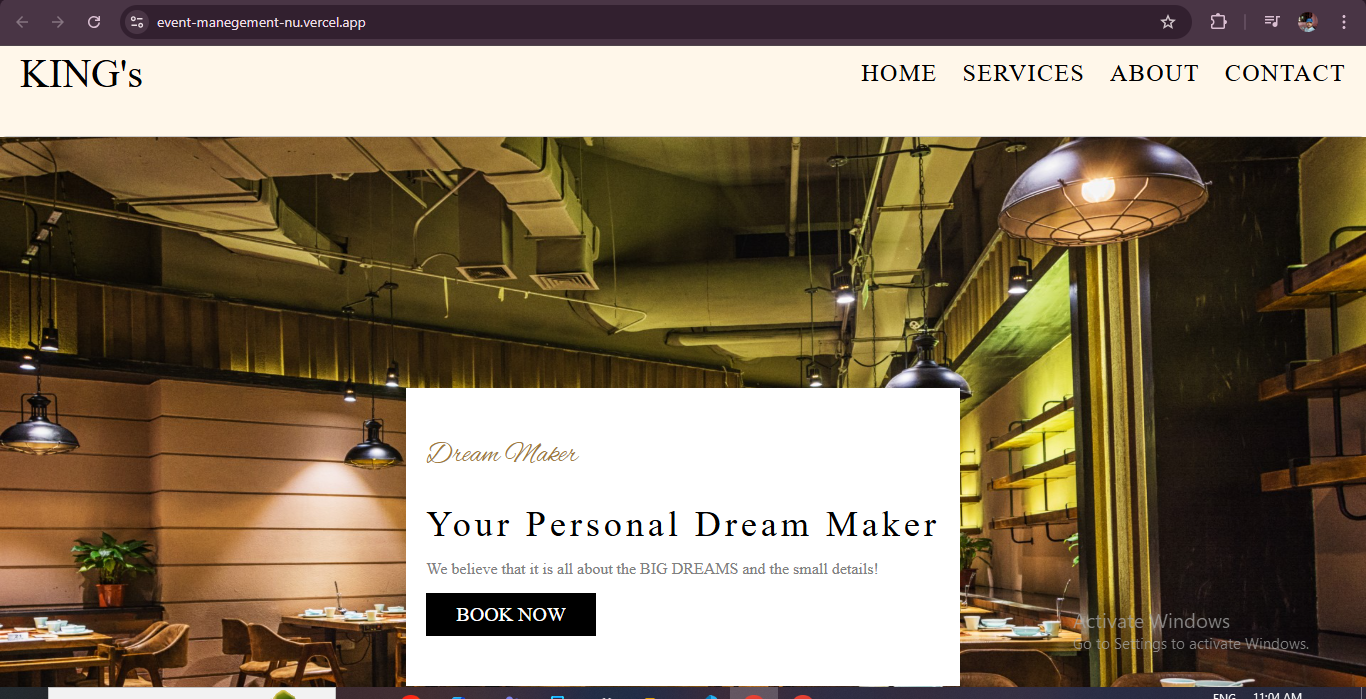 event-manegement-nu.vercel.app
KING's
HOME SERVICES ABOUT CONTACT
Dream Maker
Your Personal Dream Maker
We believe that it is all about the BIG DREAMS and the small details!
BOOK NOW
Activate Windows
Go to Settings to activate Windows.
ENG 11:04 AM